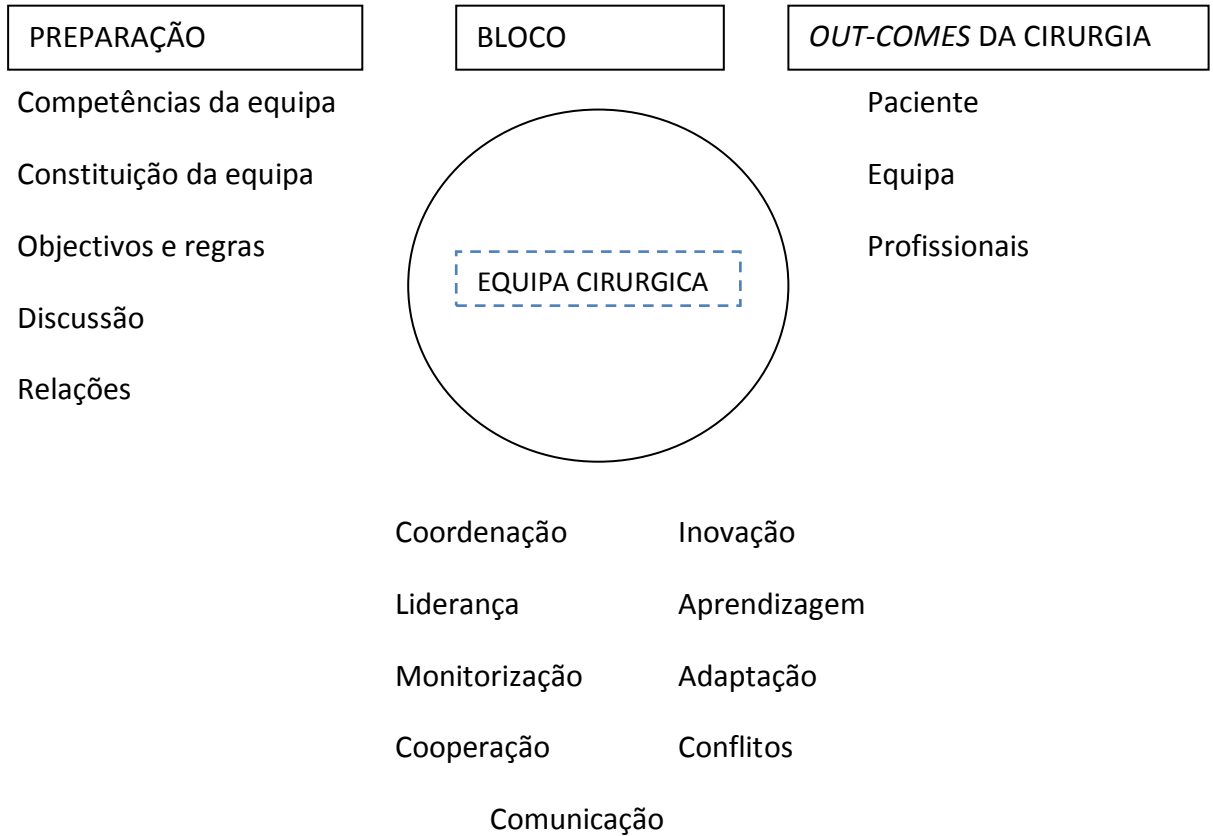 PREPARAÇÃO
Competências da equipa
Constituição da equipa
Objectivos e regras
Discussão
Relações
BLOCO
EQUIPA CIRURGICA
Coordenação
Inovação
Liderança
Aprendizagem
Monitorização
Adaptação
Cooperação
Conflitos
Comunicação
OUT-COMES DA CIRURGIA
Paciente
Equipa
Profissionais